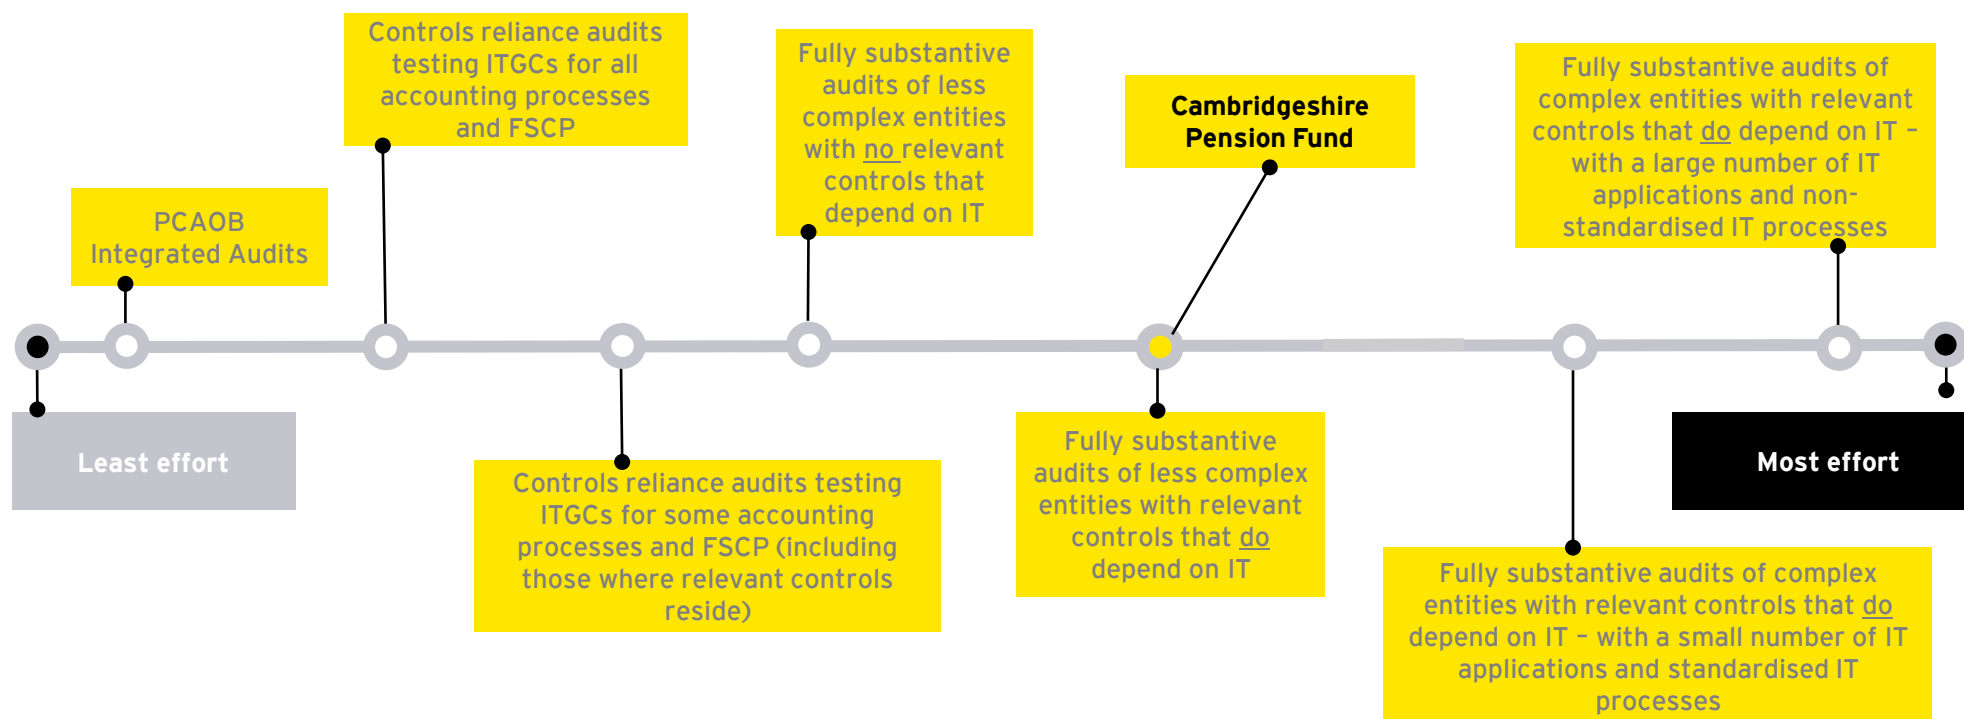 Controls reliance audits
testing ITGCs for all
accounting processes
and FSCP
Fully substantive
audits of less
complex entities
with no relevant
controls that
depend on IT
Cambridgeshire
Pension Fund
Fully substantive audits of
complex entities with relevant
controls that do depend on IT –
with a large number of IT
applications and non-
standardised IT processes
PCAOB
Integrated Audits
Least effort
Controls reliance audits testing
ITGCs for some accounting
processes and FSCP (including
those where relevant controls
reside)
Fully substantive
audits of less complex
entities with relevant
controls that do
depend on IT
Most effort
Fully substantive audits of complex
entities with relevant controls that do
depend on IT – with a small number of IT
applications and standardised IT
processes